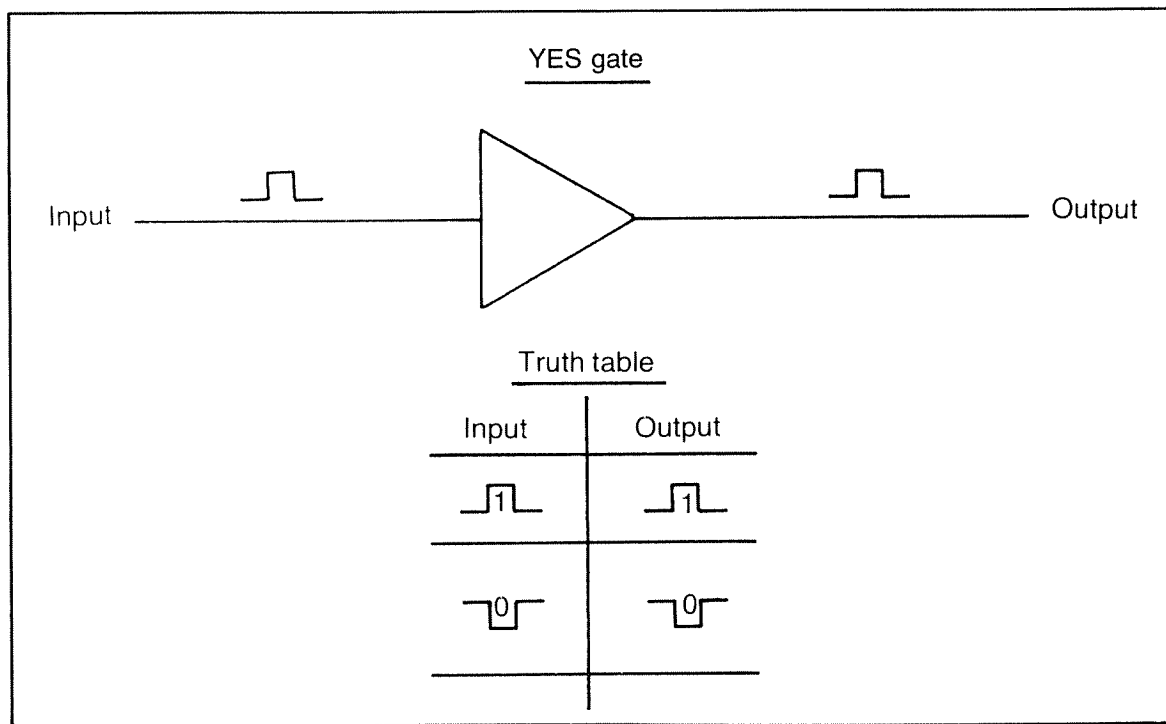 YES gate
Input
Output
Truth table
Input Output
1 1
0 0